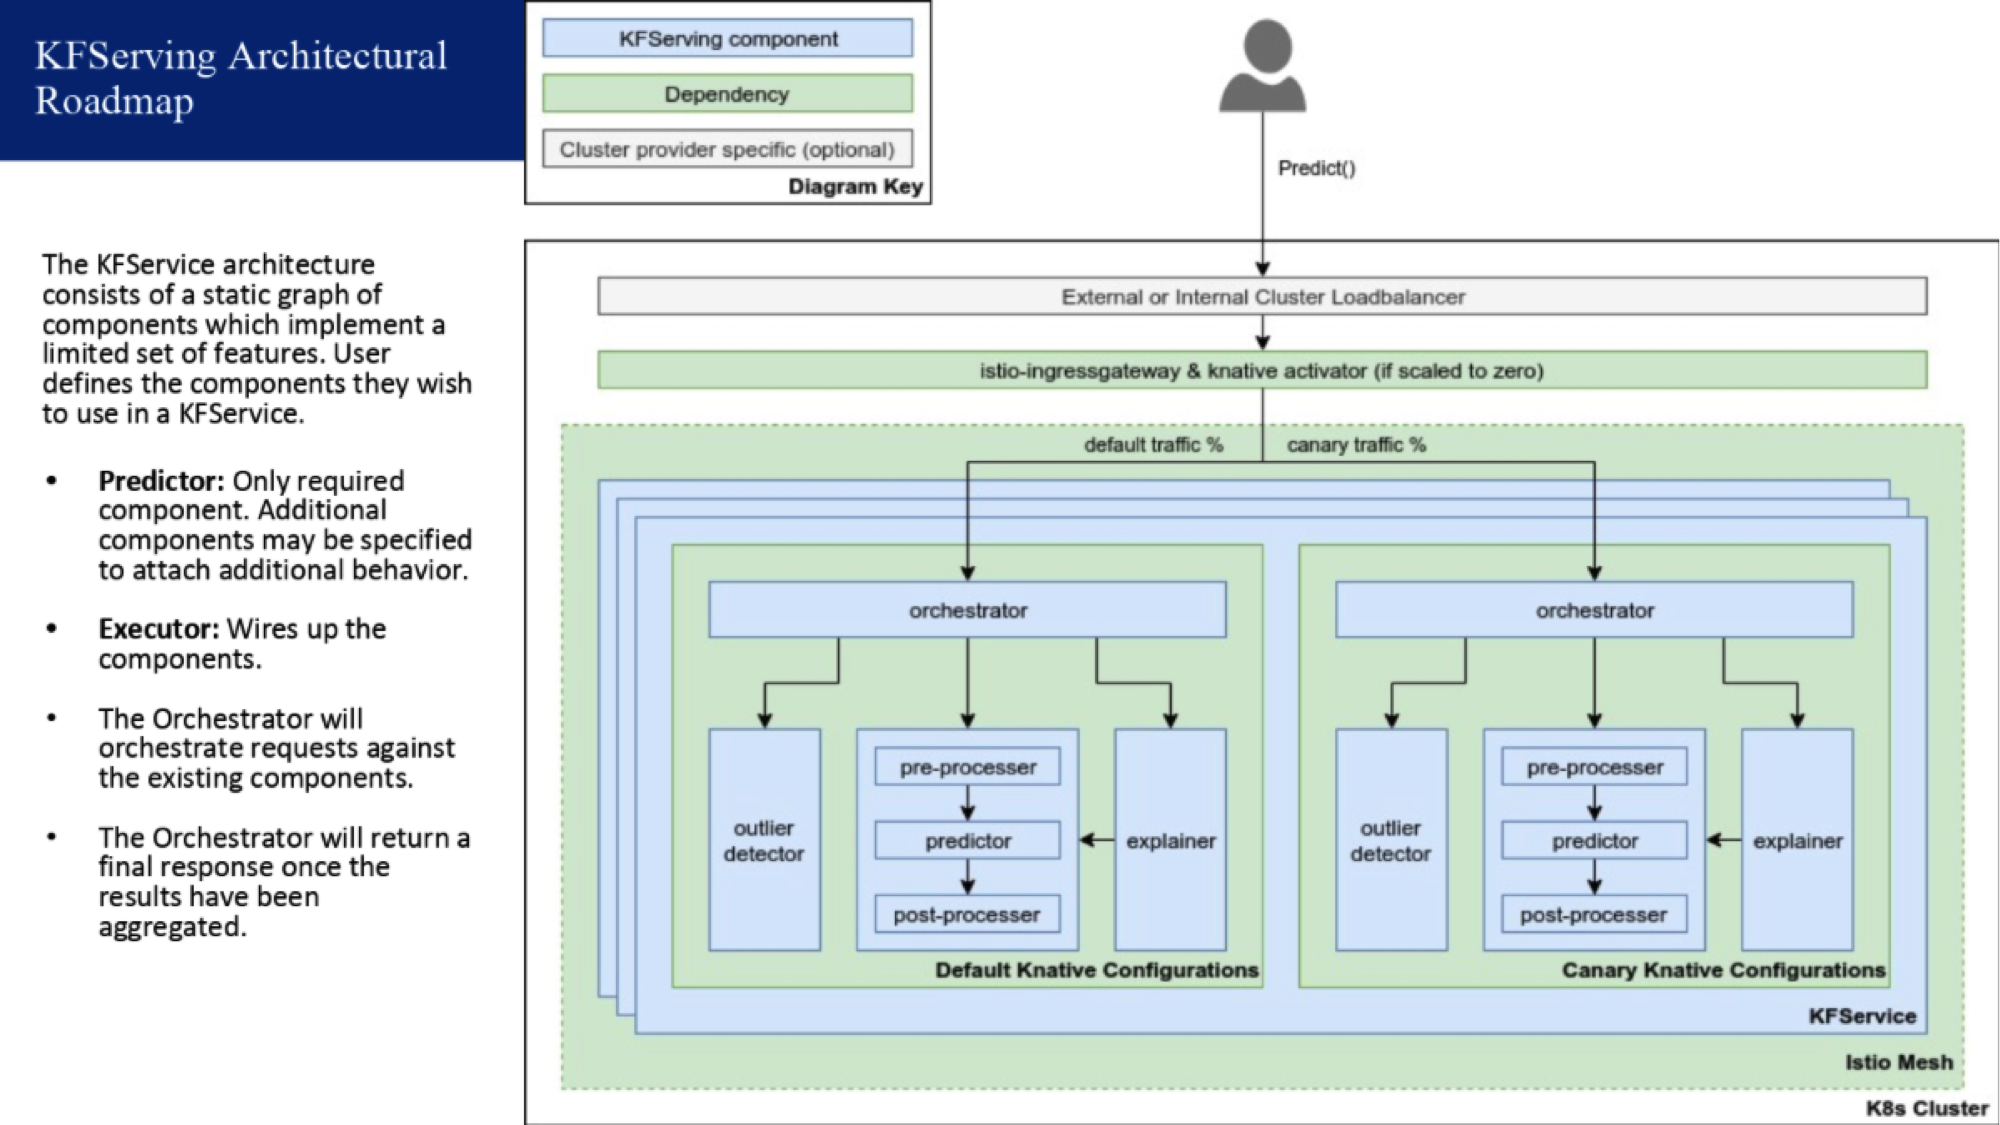 KFServing Architectural
Roadmap
The KFService architecture
consists of a static graph of
components which implement a
limited set of features. User
defines the components they wish
to use in a KFService.
• Predictor: Only required
component. Additional
components may be specified
to attach additional behavior.
• Executor: Wires up the
components.
• The Orchestrator will
orchestrate requests against
the existing components.
• The Orchestrator will return a
final response once the
results have been
aggregated.
KFServing component
Dependency
Cluster provider specific (optional)
Diagram Key
Predict()
External or Internal Cluster Loadbalancer
istio-ingressgateway & knative activator (if scaled to zero)
default traffic %
canary traffic %
orchestrator
outlier
detector
pre-processer
predictor
post-processer
explainer
Default Knative Configurations
orchestrator
outlier
detector
pre-processer
predictor
post-processer
explainer
Canary Knative Configurations
KFService
Istio Mesh
K8s Cluster